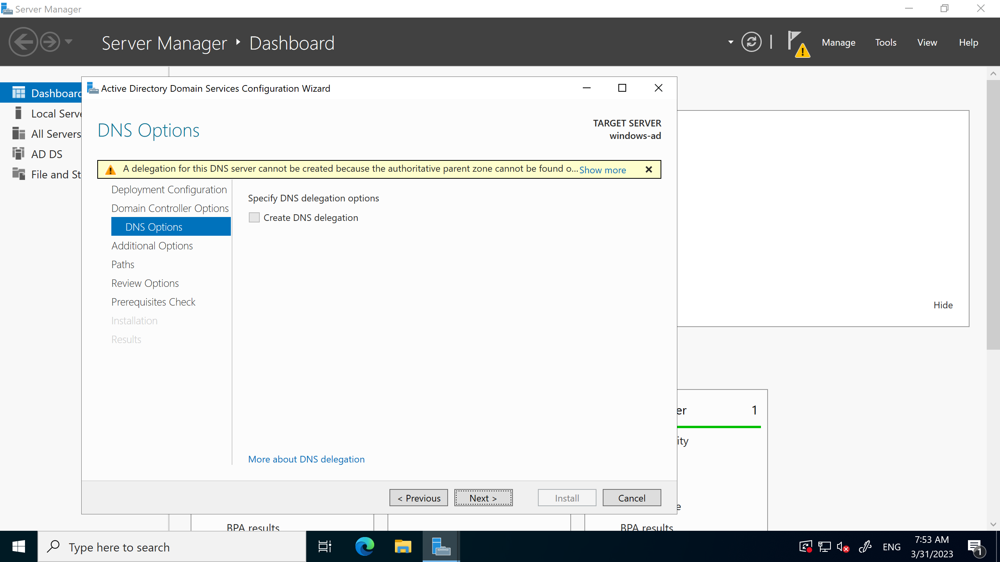 Server Manager
Server Manager
Dashboard
Manage
Tools
View
Help
Dashboard
Local Serve
All Servers
AD DS
File and St
Active Directory Domain Services Configuration Wizard
DNS Options
TARGET SERVER
windows-ad
A delegation for this DNS server cannot be created because the authoritative parent zone cannot be found o... Show more
Deployment Configuration
Domain Controller Options
DNS Options
Additional Options
Paths
Review Options
Prerequisites Check
Installation
Results
Specify DNS delegation options
Create DNS delegation
More about DNS delegation
< Previous
Next >
Install
Cancel
Hide
er 1
ity
e
BPA results
BPA results
Type here to search
ENG
7:53 AM
3/31/2023
1